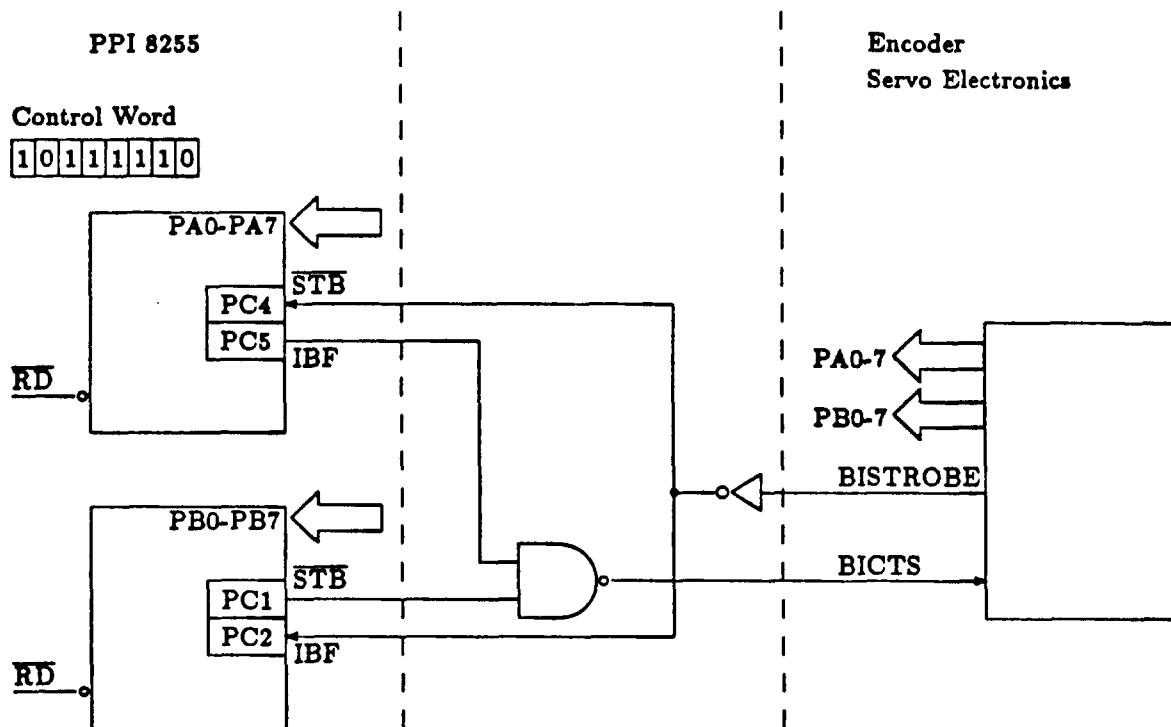 PPI 8255
Encoder
Servo Electronics
Control Word
1 0 1 1 1 1 1 0
PA0-PA7
STB
PC4
PC5
IBF
RD
PA0-7
PB0-7
BISTROBE
PB0-PB7
STB
BICTS
PC1
PC2
IBF
RD